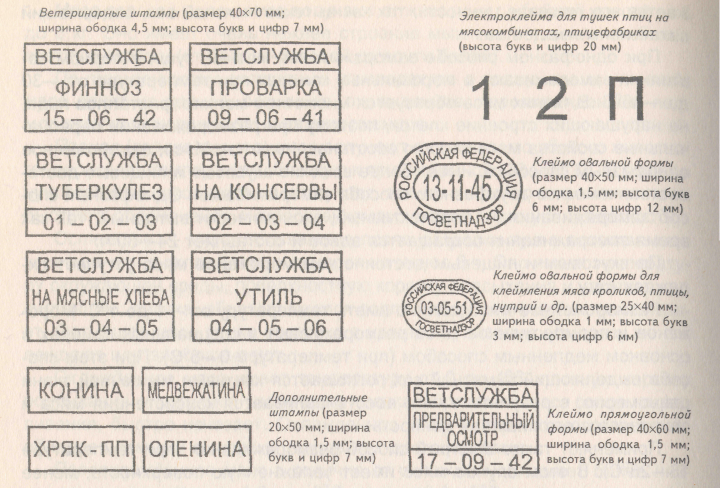 Ветеринарные штампы (размер 40×70 мм;
ширина ободка 4,5 мм; высота букв и цифр 7 мм)
ВЕТСЛУЖБА
ФИННОЗ
15 – 06 – 42
ВЕТСЛУЖБА
ПРОВАРКА
09 – 06 – 41
ВЕТСЛУЖБА
ТУБЕРКУЛЕЗ
01 – 02 – 03
ВЕТСЛУЖБА
НА КОНСЕРВЫ
02 – 03 – 04
ВЕТСЛУЖБА
НА МЯСНЫЕ ХЛЕБА
03 – 04 – 05
ВЕТСЛУЖБА
УТИЛЬ
04 – 05 – 06
КОНИНА
МЕДВЕЖАТИНА
ХРЯК - ПП
ОЛЕНИНА
Дополнительные
штампы (размер
20×50 мм; ширина
ободка 1,5 мм; высота
букв и цифр 7 мм)
Электроклейма для тушек птиц на
мясокомбинатах, птицефабриках
(высота букв и цифр 20 мм)
1 2 П
РОССИЙСКАЯ ФЕДЕРАЦИЯ
13-11-45
ГОСВЕТНАДЗОР
Клеймо овальной формы
(размер 40×50 мм; ширина
ободка 1,5 мм; высота букв
6 мм; высота цифр 12 мм)
РОССИЙСКАЯ ФЕДЕРАЦИЯ
03-05-51
ГОСВЕТНАДЗОР
Клеймо овальной формы для
клеймления мяса кроликов, птицы,
нутрий и др. (размер 25×40 мм;
ширина ободка 1 мм; высота букв
3 мм; высота цифр 6 мм)
ВЕТСЛУЖБА
ПРЕДВАРИТЕЛЬНЫЙ
ОСМОТР
17 – 09 – 42
Клеймо прямоугольной
формы (размер 40×60 мм;
ширина ободка 1,5 мм;
высота букв и цифр 7 мм)